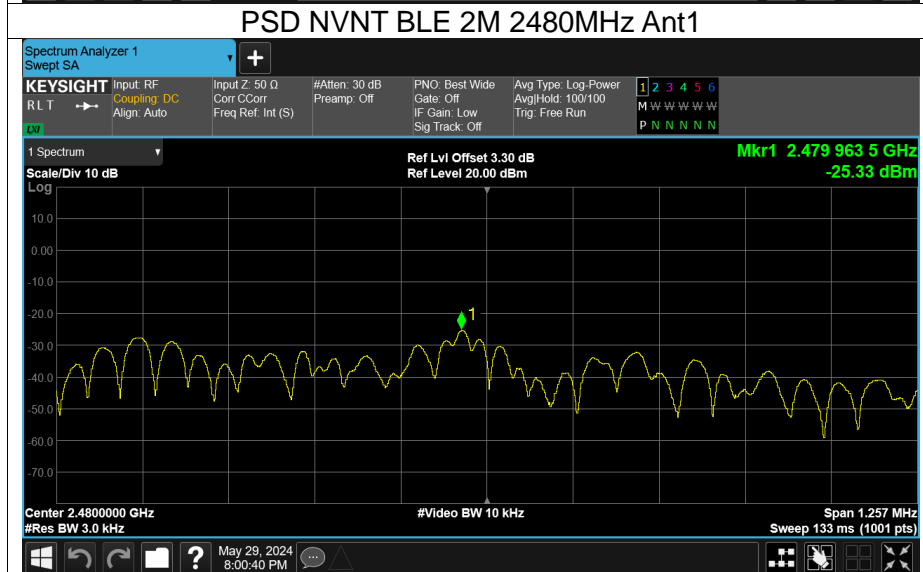 PSD NVNT BLE 2M 2480MHz Ant1
Spectrum Analyzer 1
Swept SA
+
KEYSIGHT Input: RF Input Z: 50 Ω #Atten: 30 dB PNO: Best Wide Avg Type: Log-Power 1 2 3 4 5 6
RLT Coupling: DC Corr CCorr Preamp: Off Gate: Off Avg|Hold: 100/100 M W W W W W
Align: Auto Freq Ref: Int (S) IF Gain: Low Trig: Free Run
LXI Sig Track: Off P N N N N N
1 Spectrum Ref Lvl Offset 3.30 dB Mkr1 2.479 963 5 GHz
Scale/Div 10 dB Ref Level 20.00 dBm -25.33 dBm
Log
10.0
0.00
-10.0
-20.0
1
-30.0
-40.0
-50.0
-60.0
-70.0
Center 2.4800000 GHz #Video BW 10 kHz Span 1.257 MHz
#Res BW 3.0 kHz Sweep 133 ms (1001 pts)
? May 29, 2024
8:00:40 PM